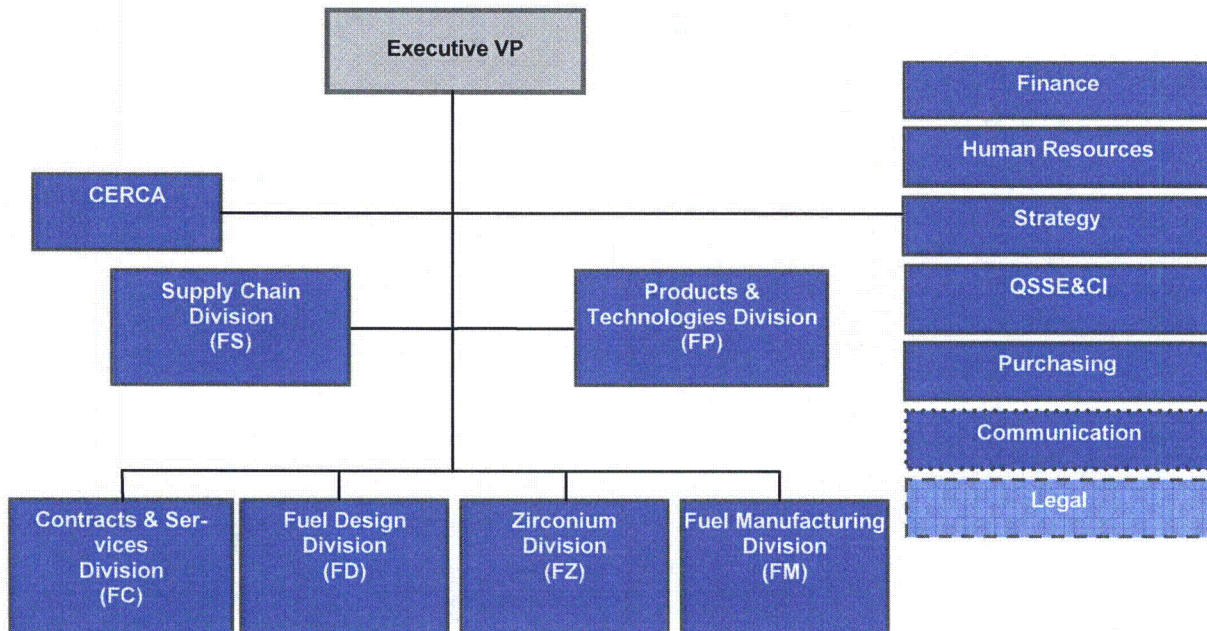 Executive VP
Finance
Human Resources
CERCA
Strategy
Supply Chain
Division
(FS)
Products &
Technologies Division
(FP)
QSSE&CI
Purchasing
Communication
Legal
Contracts & Ser-
vices
Division
(FC)
Fuel Design
Division
(FD)
Zirconium
Division
(FZ)
Fuel Manufacturing
Division
(FM)